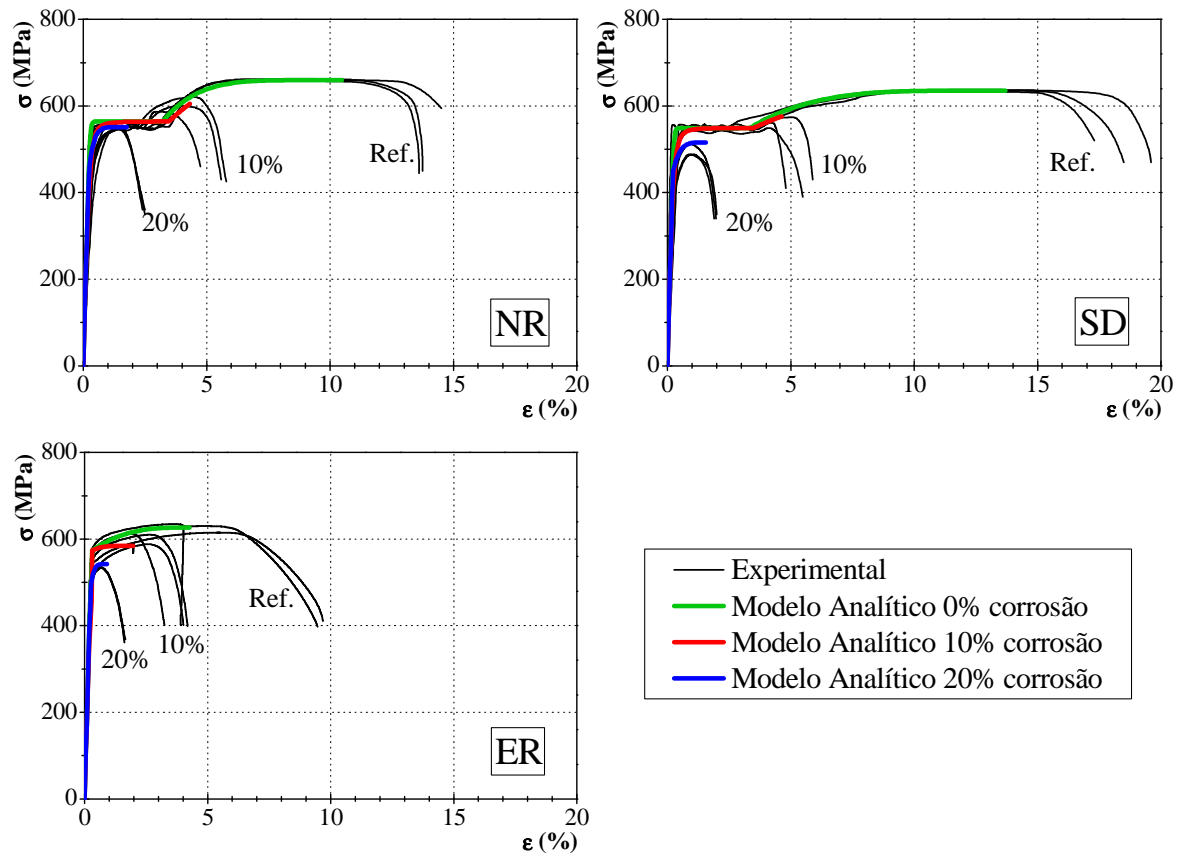 800
600
400
200
0
σ (MPa)
0
5
10
15
20
ε (%)
20%
10%
Ref.
NR
800
600
400
200
0
σ (MPa)
0
5
10
15
20
ε (%)
20%
10%
Ref.
SD
800
600
400
200
0
σ (MPa)
0
5
10
15
20
ε (%)
20%
10%
Ref.
ER
Experimental
Modelo Analítico 0% corrosão
Modelo Analítico 10% corrosão
Modelo Analítico 20% corrosão